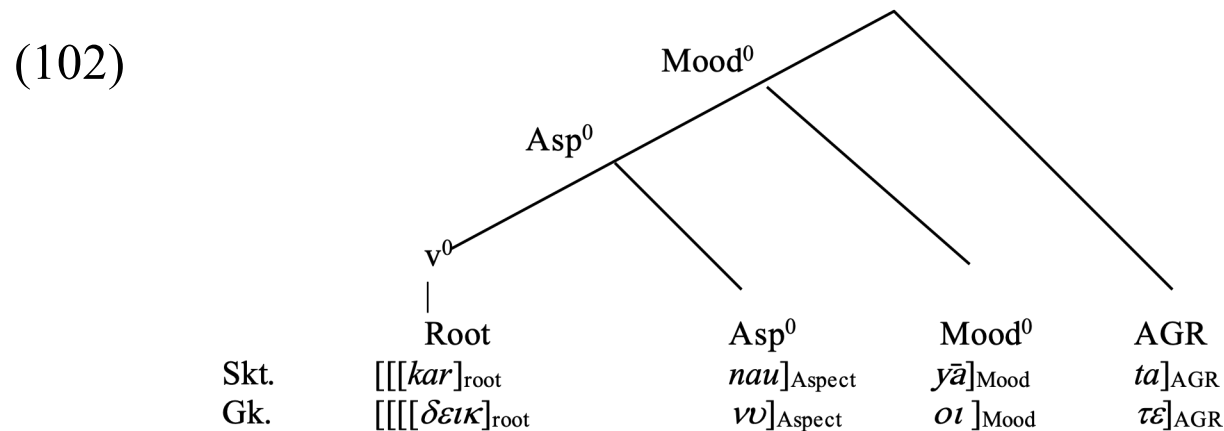 (102)
Mood⁰
Asp⁰
v⁰
Root Asp⁰ Mood⁰ AGR
Skt. [[[kar]root nau]Aspect yā]Mood ta]AGR
Gk. [[[[δεικ]root νυ]Aspect οι ]Mood τε]AGR